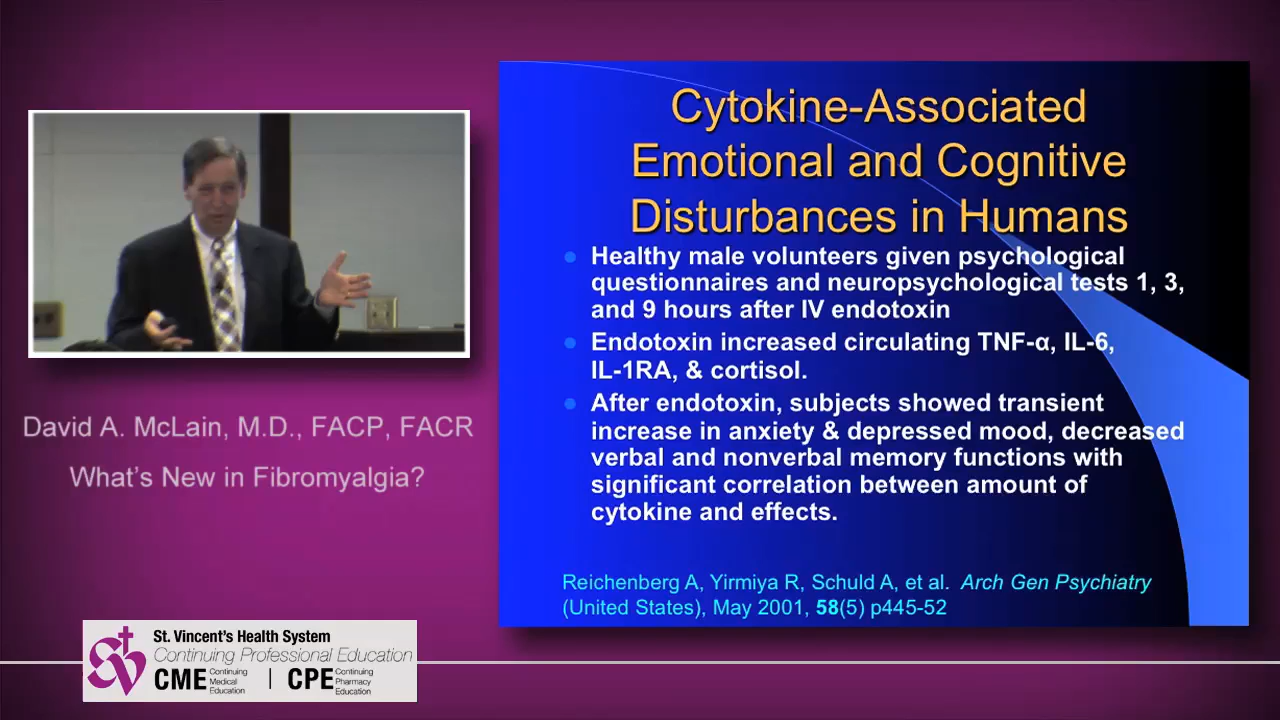 Cytokine-Associated
Emotional and Cognitive
Disturbances in Humans
Healthy male volunteers given psychological
questionnaires and neuropsychological tests 1, 3,
and 9 hours after IV endotoxin
Endotoxin increased circulating TNF-α, IL-6,
IL-1RA, & cortisol.
After endotoxin, subjects showed transient
increase in anxiety & depressed mood, decreased
verbal and nonverbal memory functions with
significant correlation between amount of
cytokine and effects.
Reichenberg A, Yirmiya R, Schuld A, et al. Arch Gen Psychiatry
(United States), May 2001, 58(5) p445-52
David A. McLain, M.D., FACP, FACR
What's New in Fibromyalgia?
St. Vincent's Health System
Continuing Professional Education
CME Continuing Medical Education | CPE Continuing Pharmacy Education